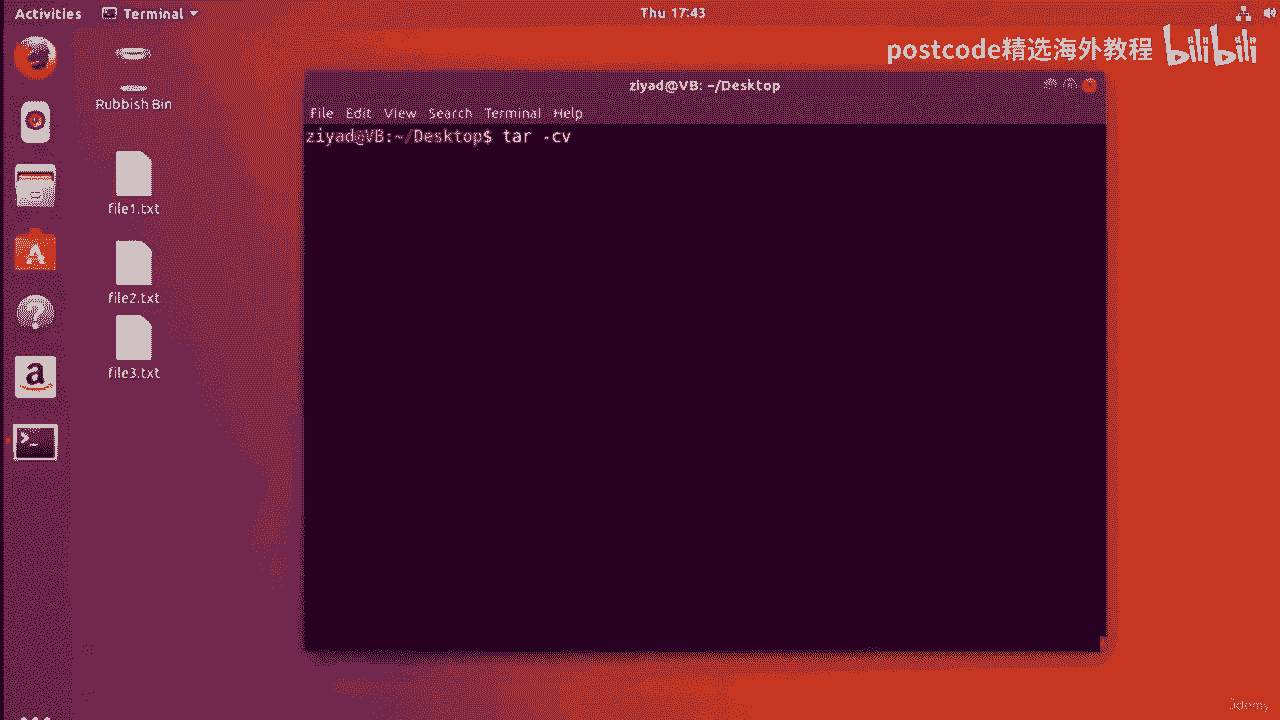 Activities Terminal Thu 17:43
postcode精选海外教程 bilibili
Rubbish Bin
file1.txt
file2.txt
file3.txt
ziyad@VB: ~/Desktop
File Edit View Search Terminal Help
ziyad@VB:~/Desktop$ tar -cv
Udemy